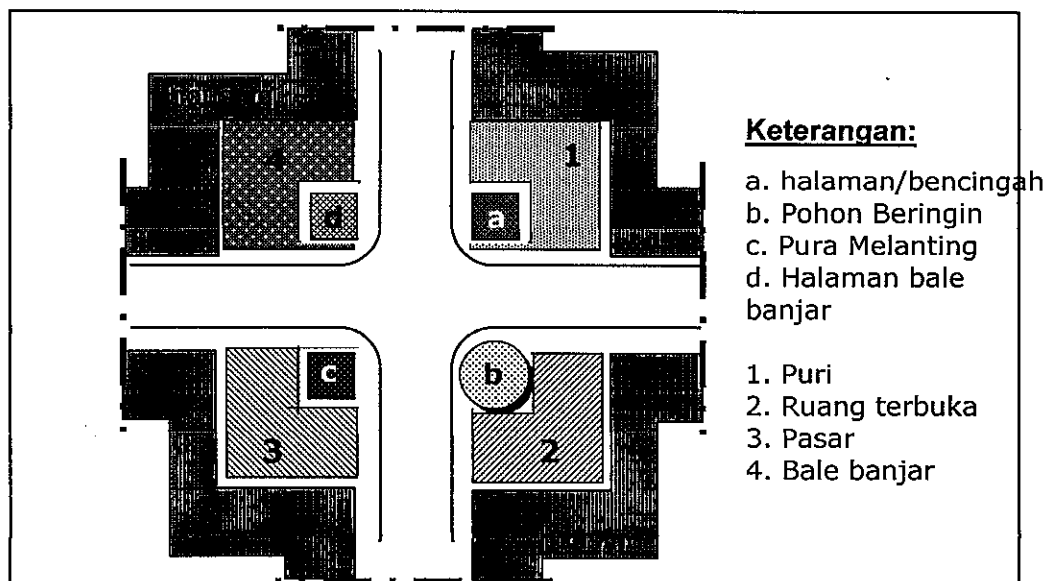 4
1
d
a
c
b
3
2
Keterangan:
a. halaman/bencingah
b. Pohon Beringin
c. Pura Melanting
d. Halaman bale
banjar
1. Puri
2. Ruang terbuka
3. Pasar
4. Bale banjar